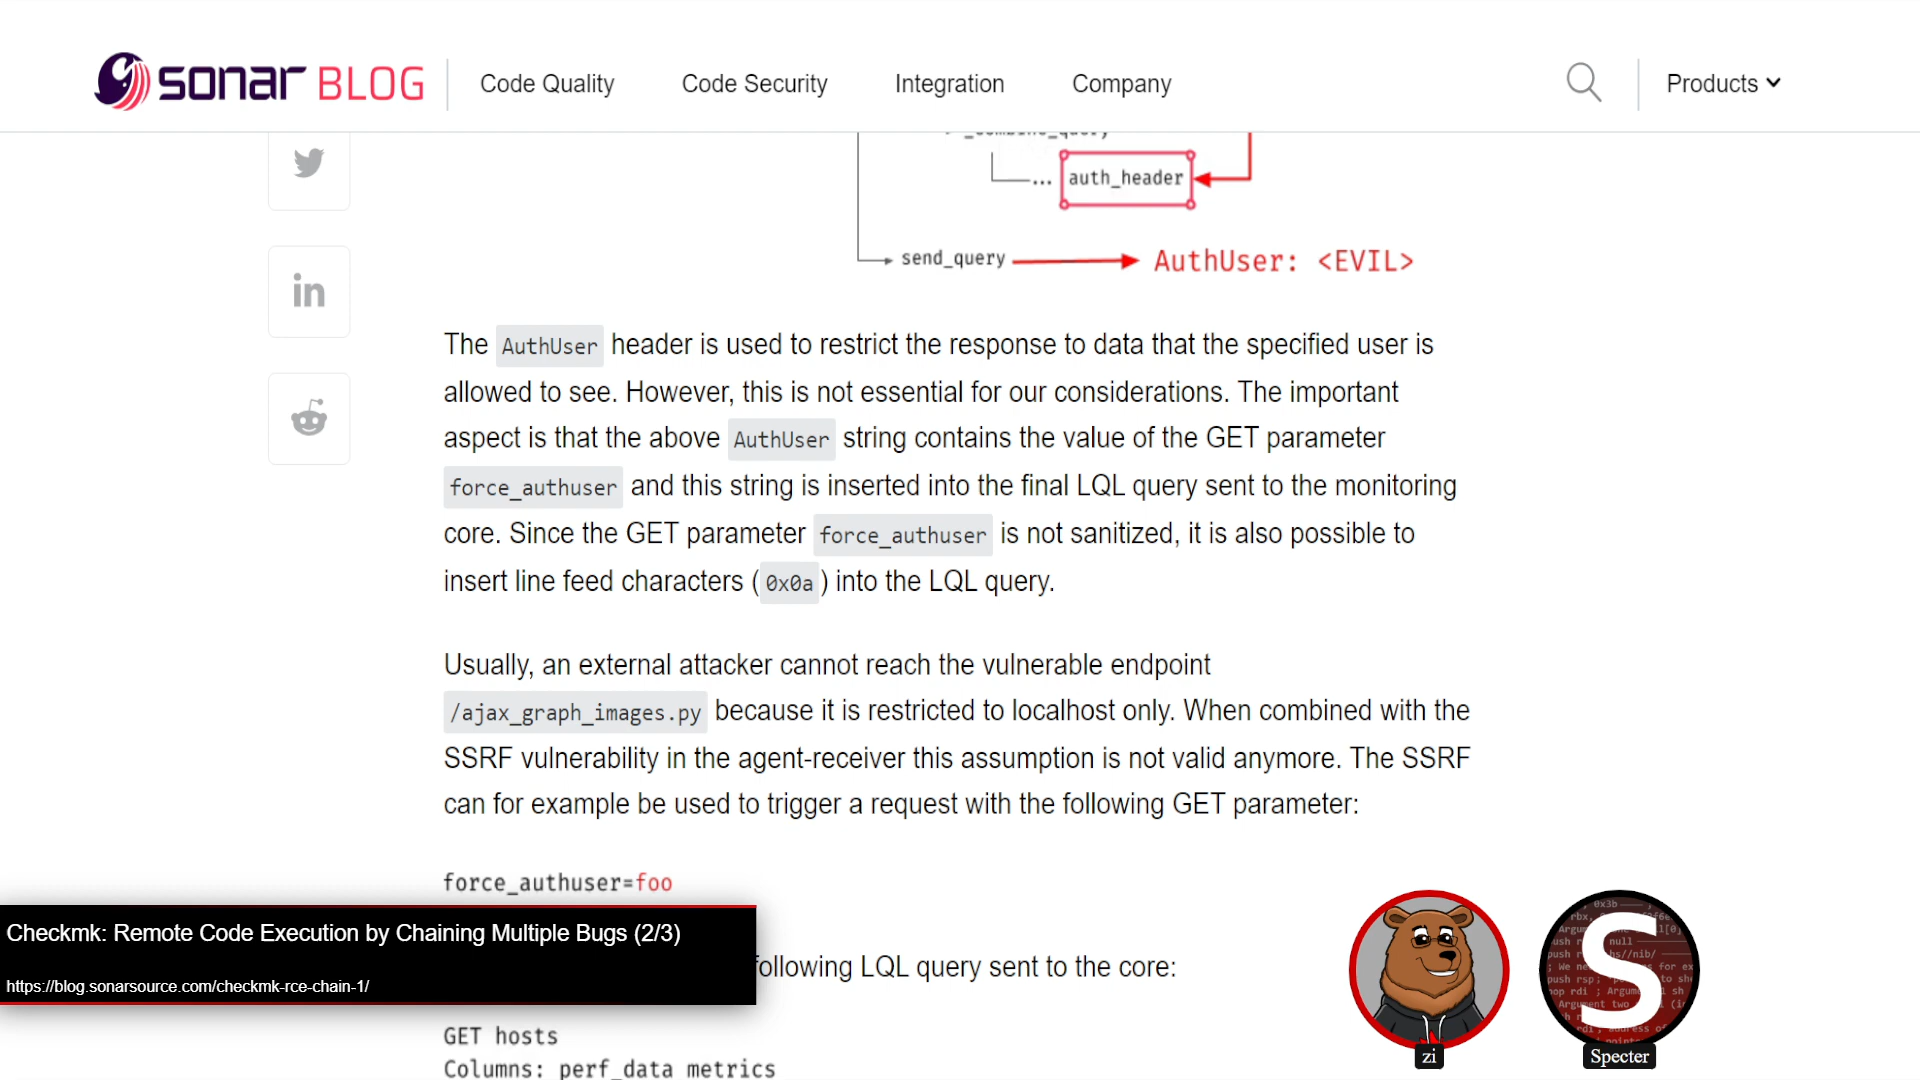 sonar BLOG
Code Quality
Code Security
Integration
Company
Products
_combine_query
... auth_header
send_query
AuthUser: <EVIL>
The AuthUser header is used to restrict the response to data that the specified user is
allowed to see. However, this is not essential for our considerations. The important
aspect is that the above AuthUser string contains the value of the GET parameter
force_authuser and this string is inserted into the final LQL query sent to the monitoring
core. Since the GET parameter force_authuser is not sanitized, it is also possible to
insert line feed characters (0x0a) into the LQL query.
Usually, an external attacker cannot reach the vulnerable endpoint
/ajax_graph_images.py because it is restricted to localhost only. When combined with the
SSRF vulnerability in the agent-receiver this assumption is not valid anymore. The SSRF
can for example be used to trigger a request with the following GET parameter:
force_authuser=foo
Checkmk: Remote Code Execution by Chaining Multiple Bugs (2/3)
https://blog.sonarsource.com/checkmk-rce-chain-1/
following LQL query sent to the core:
GET hosts
Columns: perf_data metrics
zi
S
Specter